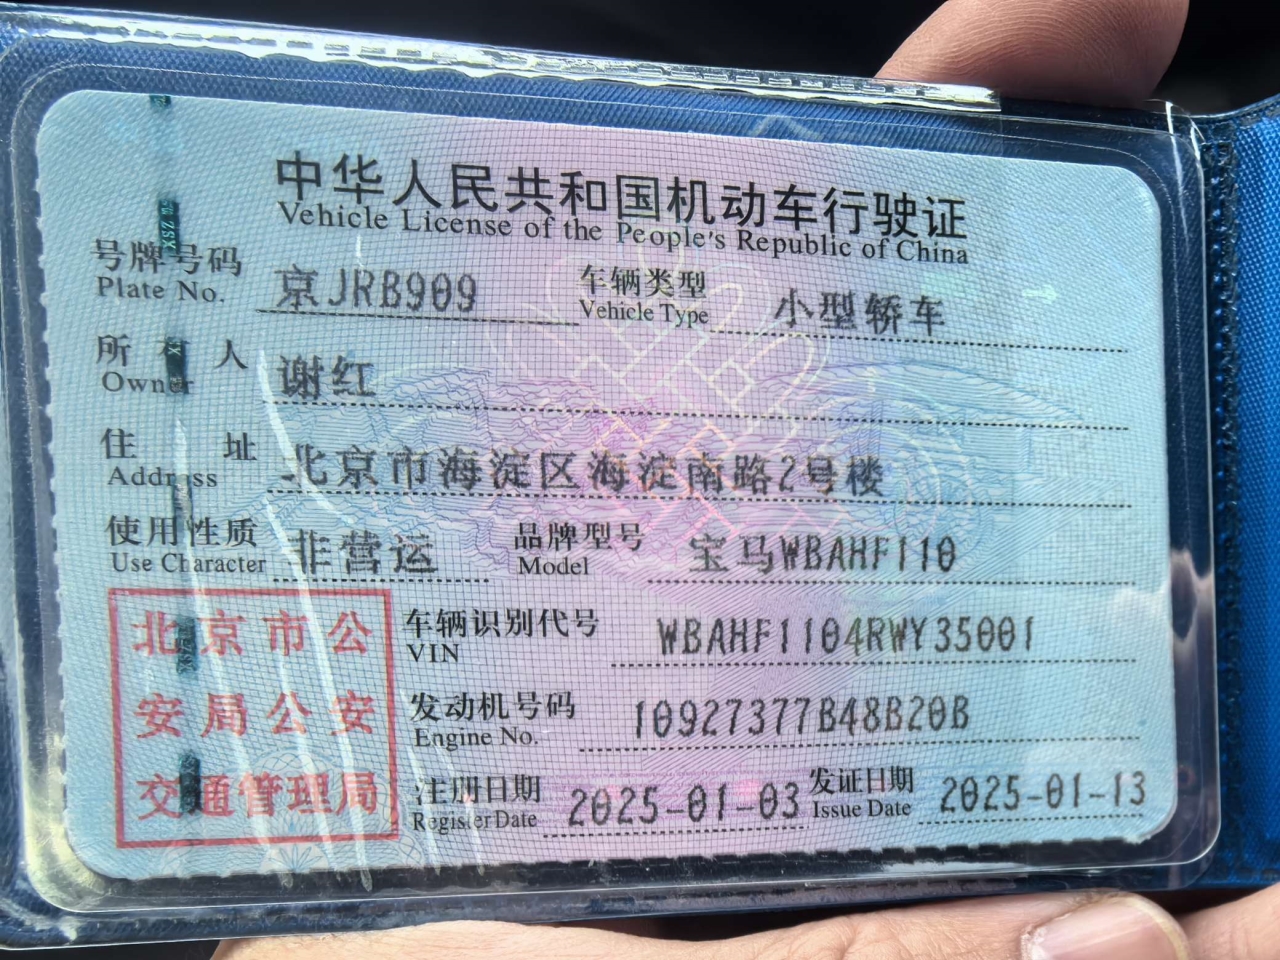 中华人民共和国机动车行驶证
Vehicle License of the People's Republic of China
号牌号码 京JRB909 车辆类型 小型轿车
Plate No. Vehicle Type
所有人 谢红
Owner
住址 北京市海淀区海淀南路2号楼
Address
使用性质 非营运 品牌型号 宝马WBAHF110
Use Character Model
北京市公
安局公安
交通管理局
车辆识别代号 WBAHF1104RWY35001
VIN
发动机号码 10927377B48B20B
Engine No.
注册日期 2025-01-03 发证日期 2025-01-13
Register Date Issue Date